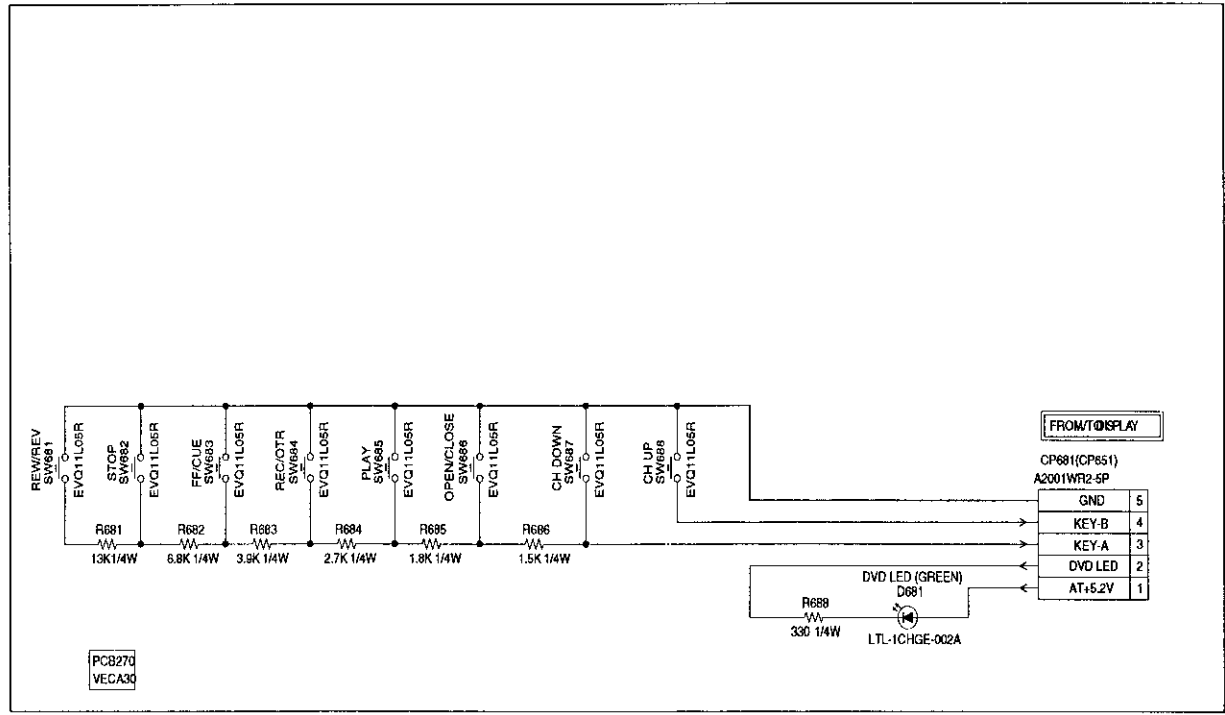 REW/REV
SW681
EVQ11L05R
STOP
SW682
EVQ11L05R
FF/CUE
SW683
EVQ11L05R
REC/OTR
SW684
EVQ11L05R
PLAY
SW685
EVQ11L05R
OPEN/CLOSE
SW686
EVQ11L05R
CH DOWN
SW687
EVQ11L05R
CH UP
SW688
EVQ11L05R
R681
13K1/4W
R682
6.8K 1/4W
R683
3.9K 1/4W
R684
2.7K 1/4W
R685
1.8K 1/4W
R686
1.5K 1/4W
FROM/TO DISPLAY
CP681(CP651)
A2001WR2-5P
GND 5
KEY-B 4
KEY-A 3
DVD LED 2
AT+5.2V 1
DVD LED (GREEN)
D681
LTL-1CHGE-002A
R688
330 1/4W
PCB270
VECA30